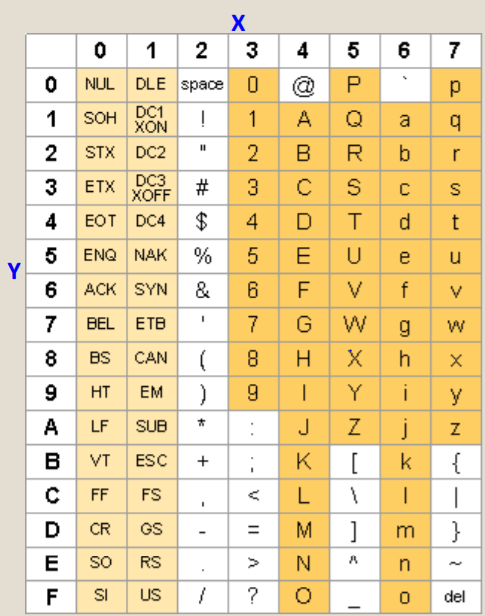 X
0 1 2 3 4 5 6 7
0 NUL DLE space 0 @ P ` p
1 SOH DC1 XON ! 1 A Q a q
2 STX DC2 " 2 B R b r
3 ETX DC3 XOFF # 3 C S c s
4 EOT DC4 $ 4 D T d t
Y 5 ENQ NAK % 5 E U e u
6 ACK SYN & 6 F V f v
7 BEL ETB ' 7 G W g w
8 BS CAN ( 8 H X h x
9 HT EM ) 9 I Y i y
A LF SUB * : J Z j z
B VT ESC + ; K [ k {
C FF FS , < L \ l |
D CR GS - = M ] m }
E SO RS . > N ^ n ~
F SI US / ? O _ o del